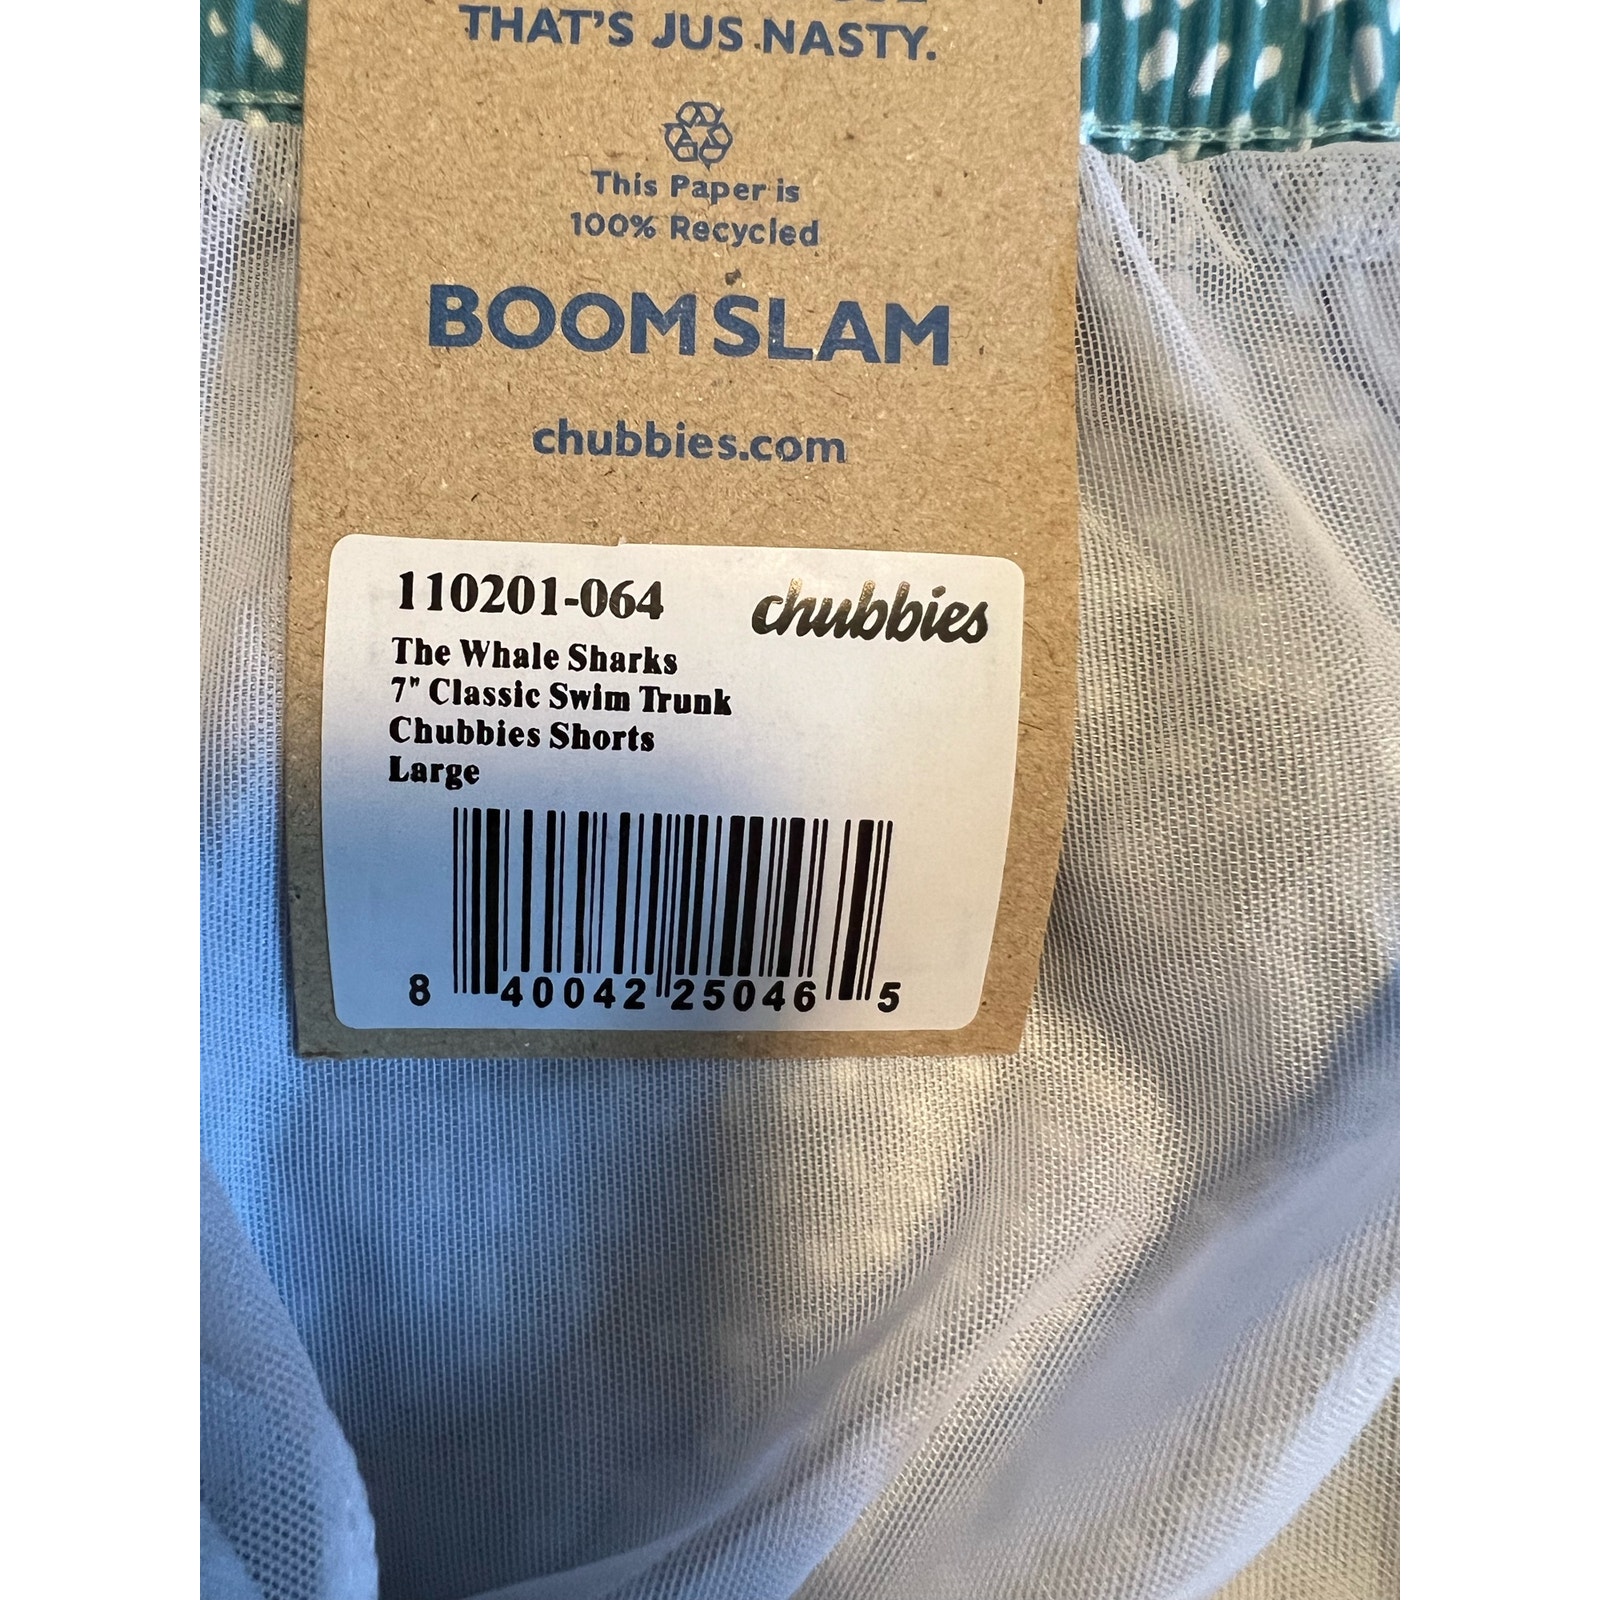 THAT'S JUS NASTY.
This Paper is
100% Recycled
BOOMSLAM
chubbies.com
110201-064
chubbies
The Whale Sharks
7" Classic Swim Trunk
Chubbies Shorts
Large
8 40042 25046 5